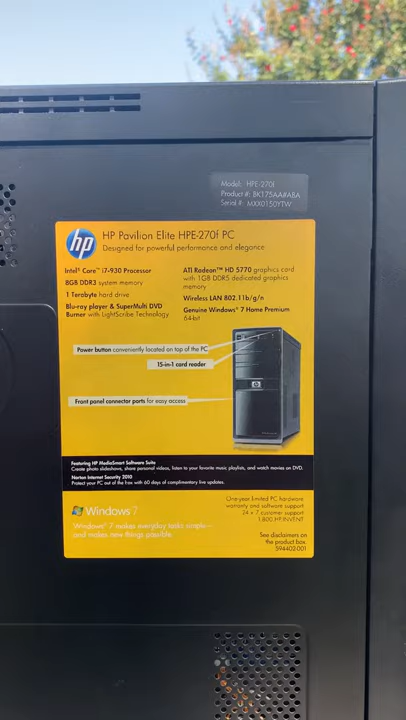 Model: HPE-270f
Product #: BK175AA#ABA
Serial #: MXX0150YTW
hp
HP Pavilion Elite HPE-270f PC
Designed for powerful performance and elegance
Intel® Core™ i7-930 Processor
8GB DDR3 system memory
1 Terabyte hard drive
Blu-ray player & SuperMulti DVD
Burner with LightScribe Technology
ATI Radeon™ HD 5770 graphics card
with 1GB DDR5 dedicated graphics
memory
Wireless LAN 802.11b/g/n
Genuine Windows® 7 Home Premium
64-bit
Power button conveniently located on top of the PC
15-in-1 card reader
Front panel connector ports for easy access
Featuring HP MediaSmart Software Suite
Create photo slideshows, share personal videos, listen to your favorite music playlists, and watch movies on DVD.
Norton Internet Security 2010
Protect your PC out of the box with 60 days of complimentary live updates.
Windows 7
Windows® 7 makes everyday tasks simple—
and makes new things possible.
One-year limited PC hardware
warranty and software support
24 x 7 customer support
1.800.HP.INVENT
See disclaimers on
the product box
594402-001